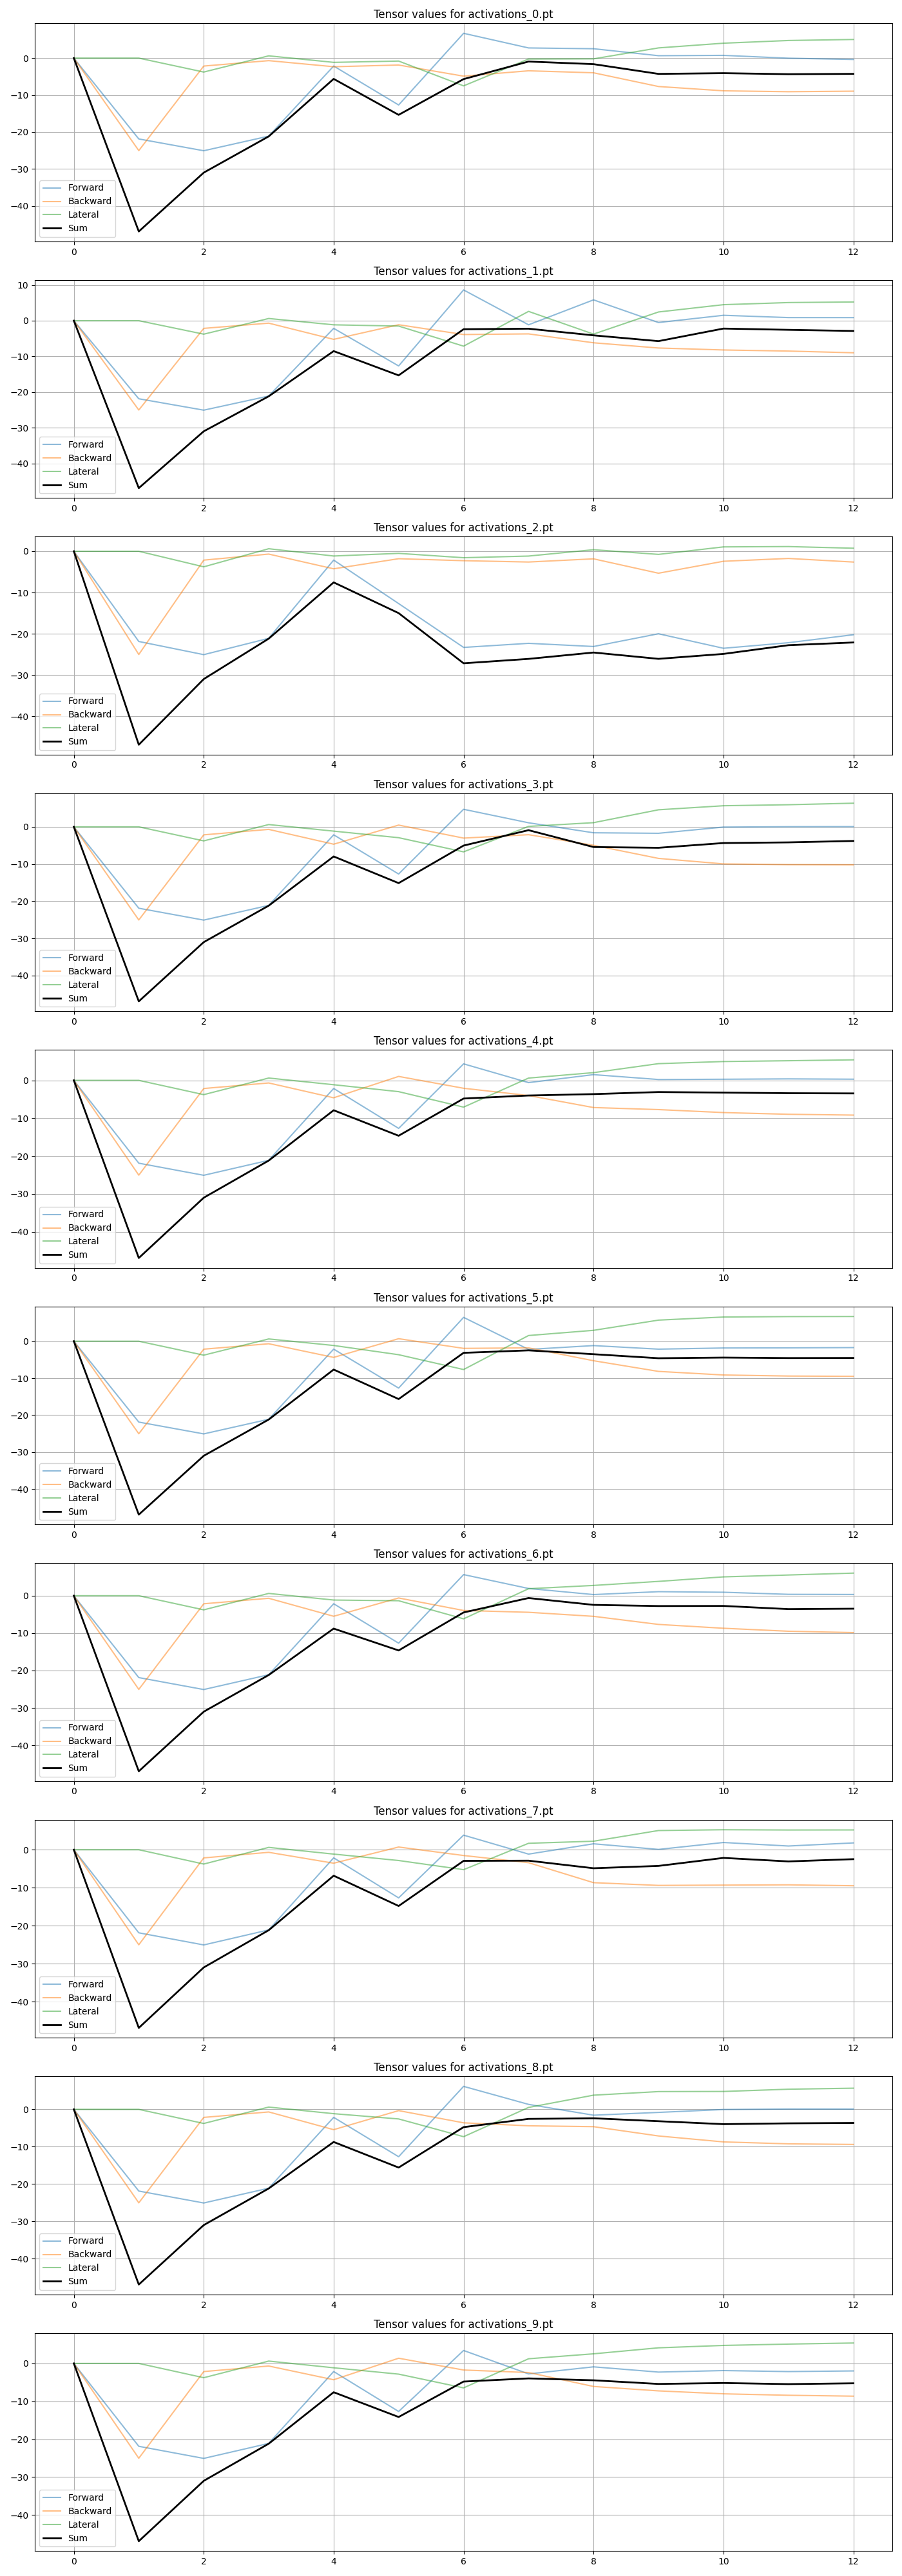 Tensor values for activations_0.pt
0
−10
−20
−30
−40
Forward
Backward
Lateral
Sum
0 2 4 6 8 10 12
Tensor values for activations_1.pt
10
0
−10
−20
−30
−40
Forward
Backward
Lateral
Sum
0 2 4 6 8 10 12
Tensor values for activations_2.pt
0
−10
−20
−30
−40
Forward
Backward
Lateral
Sum
0 2 4 6 8 10 12
Tensor values for activations_3.pt
0
−10
−20
−30
−40
Forward
Backward
Lateral
Sum
0 2 4 6 8 10 12
Tensor values for activations_4.pt
0
−10
−20
−30
−40
Forward
Backward
Lateral
Sum
0 2 4 6 8 10 12
Tensor values for activations_5.pt
0
−10
−20
−30
−40
Forward
Backward
Lateral
Sum
0 2 4 6 8 10 12
Tensor values for activations_6.pt
0
−10
−20
−30
−40
Forward
Backward
Lateral
Sum
0 2 4 6 8 10 12
Tensor values for activations_7.pt
0
−10
−20
−30
−40
Forward
Backward
Lateral
Sum
0 2 4 6 8 10 12
Tensor values for activations_8.pt
0
−10
−20
−30
−40
Forward
Backward
Lateral
Sum
0 2 4 6 8 10 12
Tensor values for activations_9.pt
0
−10
−20
−30
−40
Forward
Backward
Lateral
Sum
0 2 4 6 8 10 12